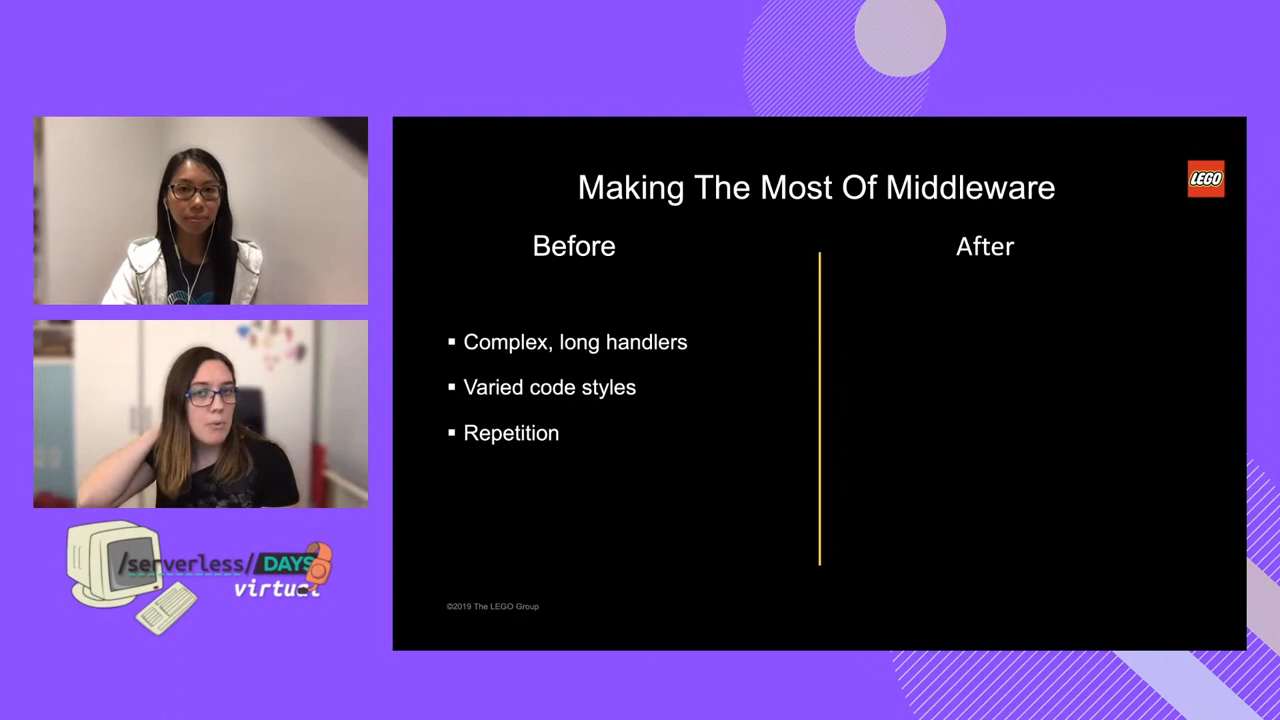 Making The Most Of Middleware
LEGO
Before
After
▪ Complex, long handlers
▪ Varied code styles
▪ Repetition
©2019 The LEGO Group
/serverless/DAYS
virtual